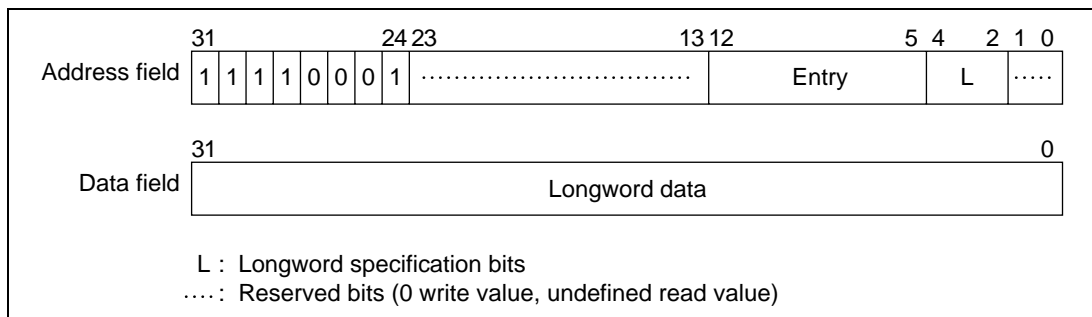 31 24 23 13 12 5 4 2 1 0
Address field 1 1 1 1 0 0 0 1 ................................. Entry L .....
31 0
Data field Longword data
L : Longword specification bits
.... : Reserved bits (0 write value, undefined read value)